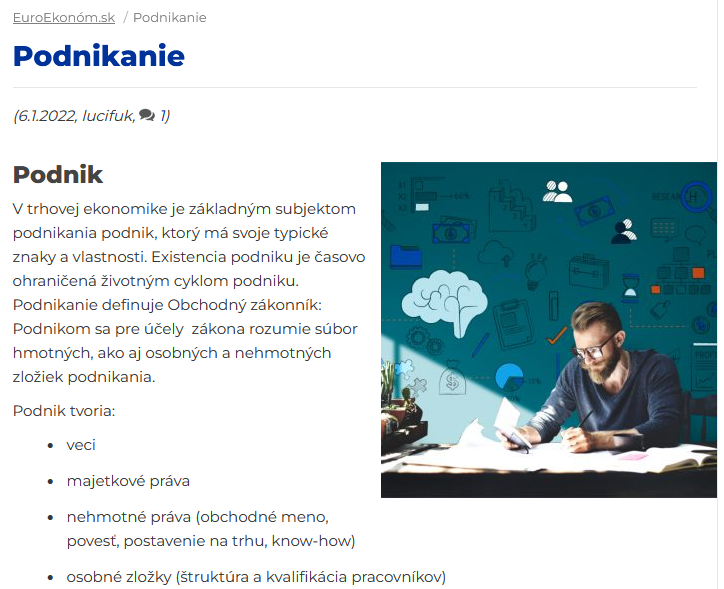 EuroEkonóm.sk / Podnikanie
Podnikanie
(6.1.2022, lucifuk, 1)
Podnik
V trhovej ekonomike je základným subjektom
podnikania podnik, ktorý má svoje typické
znaky a vlastnosti. Existencia podniku je časovo
ohraničená životným cyklom podniku.
Podnikanie definuje Obchodný zákonník:
Podnikom sa pre účely  zákona rozumie súbor
hmotných, ako aj osobných a nehmotných
zložiek podnikania.
Podnik tvoria:
• veci
• majetkové práva
• nehmotné práva (obchodné meno,
povesť, postavenie na trhu, know-how)
• osobné zložky (štruktúra a kvalifikácia pracovníkov)